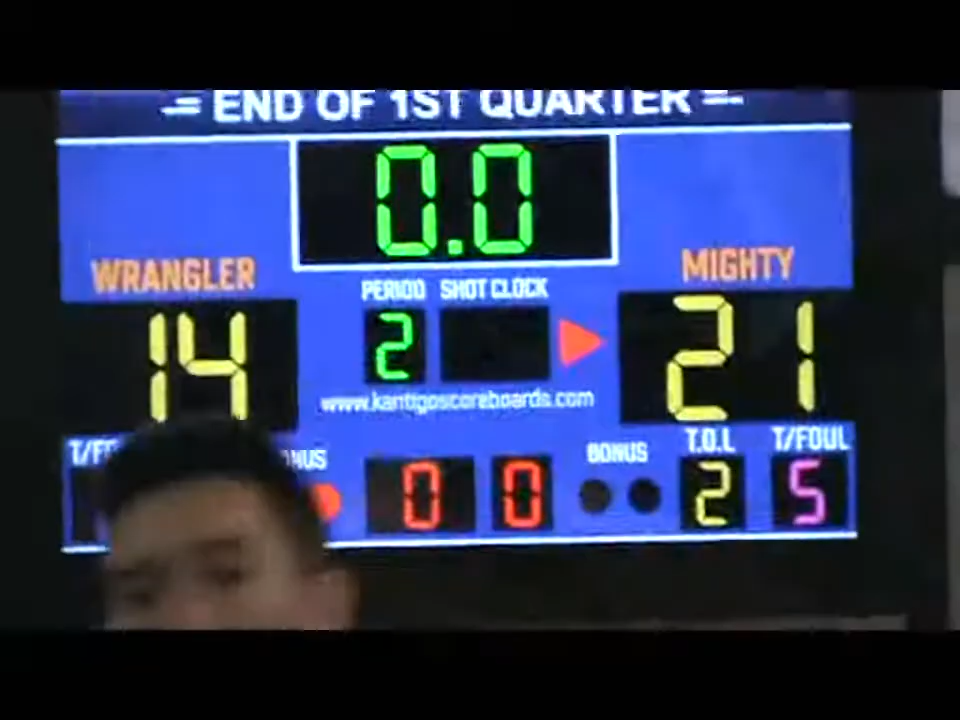 = END OF 1ST QUARTER =
0.0
WRANGLER MIGHTY
PERIOD SHOT CLOCK
14 2 21
www.kantigoscoreboards.com
BONUS T.O.L T/FOUL
0 0 2 5